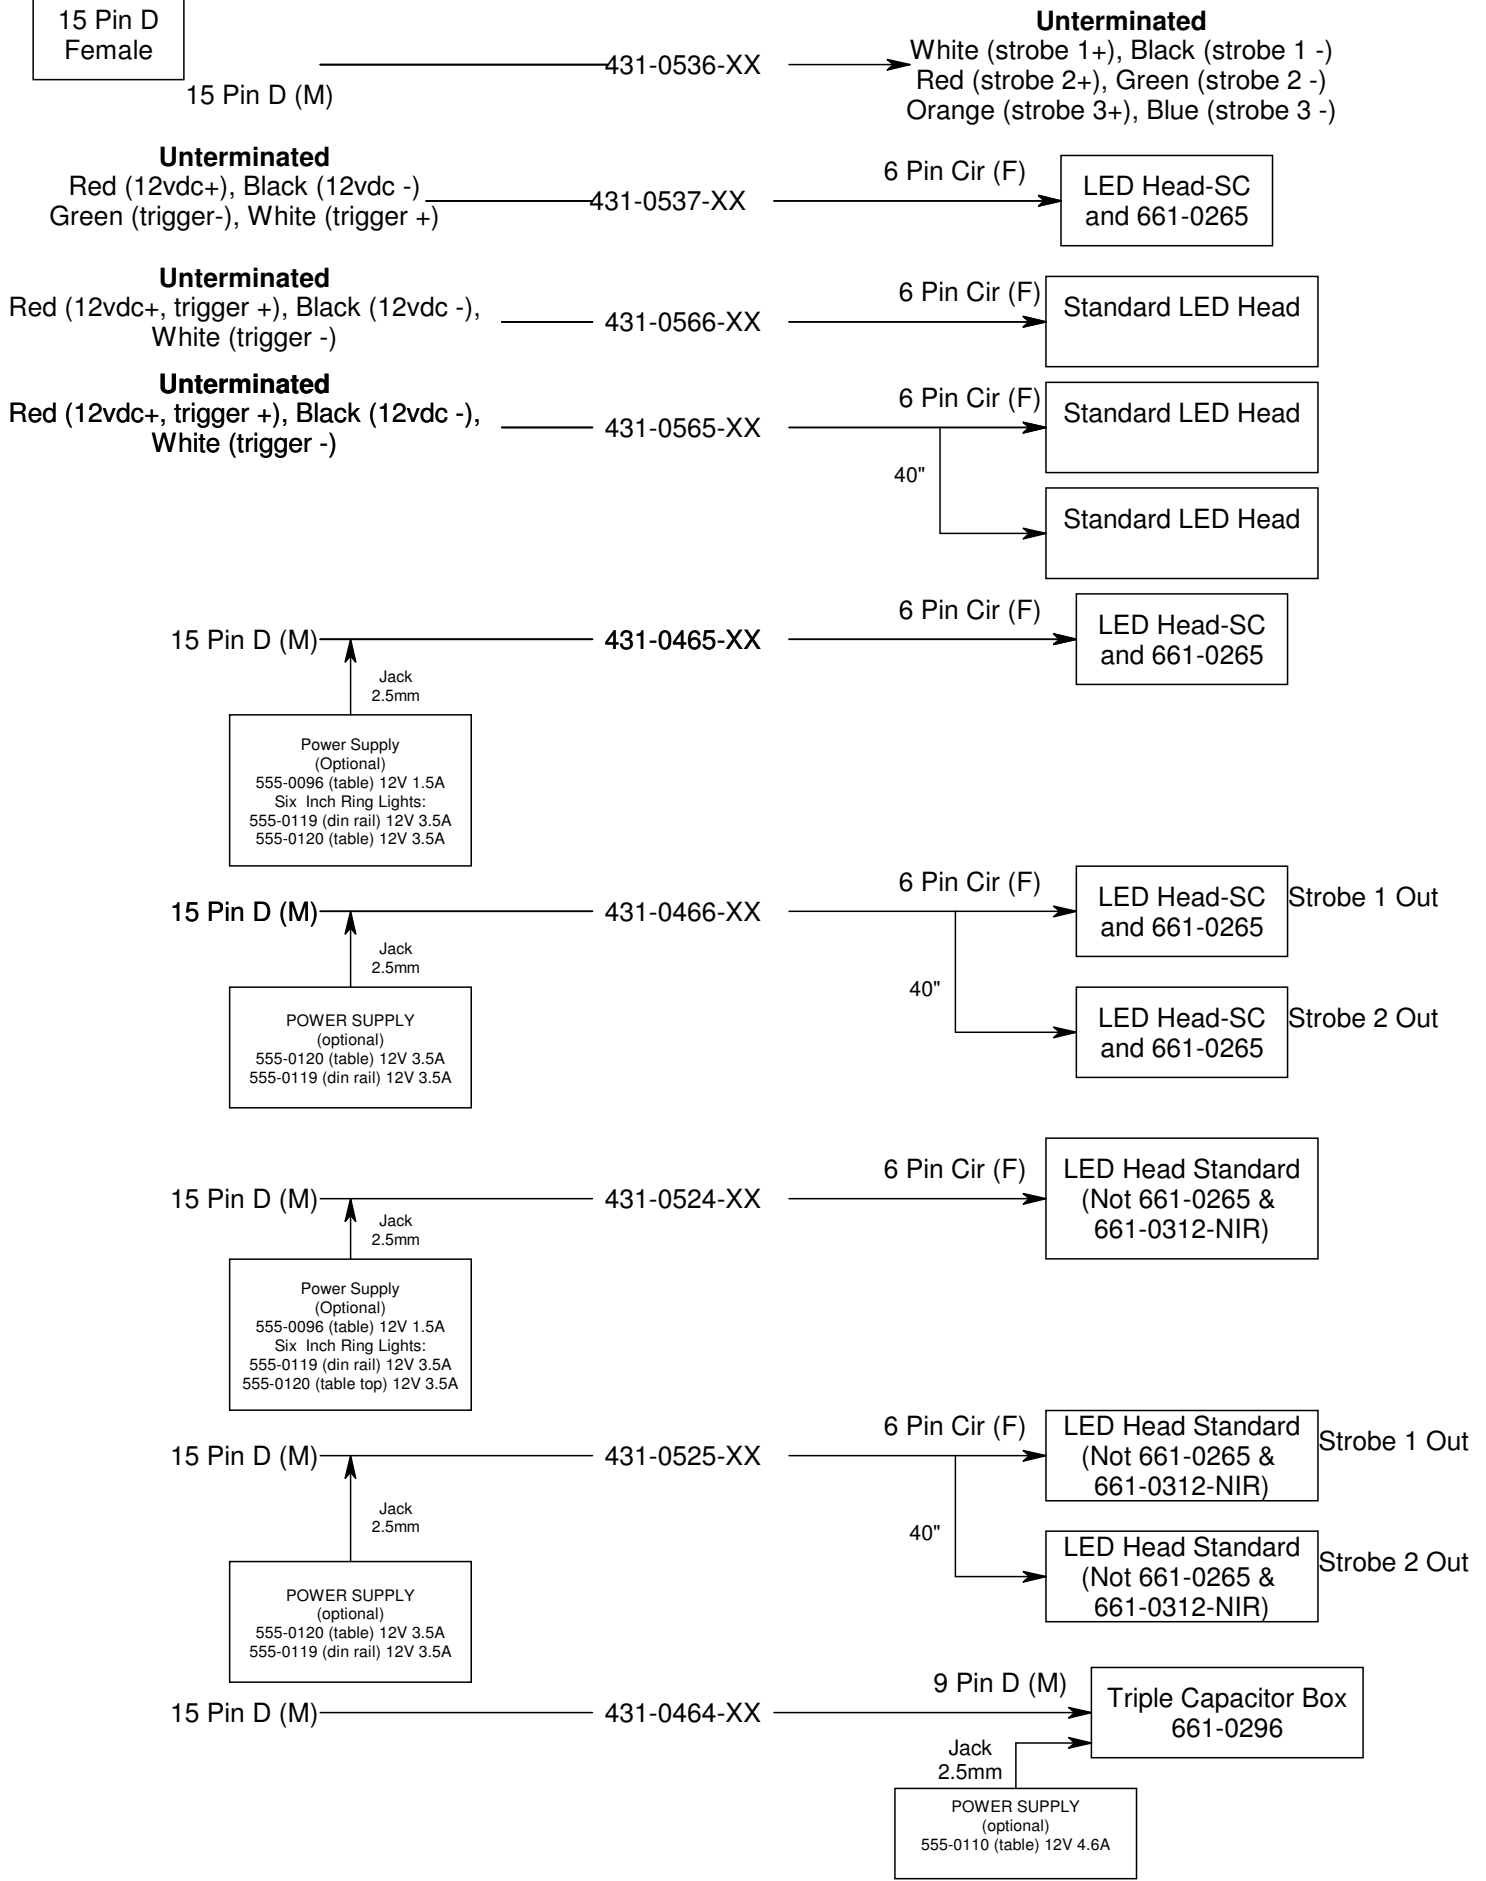 15 Pin D
Female
15 Pin D (M)
431-0536-XX
Unterminated
White (strobe 1+), Black (strobe 1 -)
Red (strobe 2+), Green (strobe 2 -)
Orange (strobe 3+), Blue (strobe 3 -)
Unterminated
Red (12vdc+), Black (12vdc -)
Green (trigger-), White (trigger +)
431-0537-XX
6 Pin Cir (F)
LED Head-SC
and 661-0265
Unterminated
Red (12vdc+, trigger +), Black (12vdc -),
White (trigger -)
431-0566-XX
6 Pin Cir (F)
Standard LED Head
Unterminated
Red (12vdc+, trigger +), Black (12vdc -),
White (trigger -)
431-0565-XX
6 Pin Cir (F)
Standard LED Head
40"
Standard LED Head
15 Pin D (M)
431-0465-XX
6 Pin Cir (F)
LED Head-SC
and 661-0265
Jack
2.5mm
Power Supply
(Optional)
555-0096 (table) 12V 1.5A
Six Inch Ring Lights:
555-0119 (din rail) 12V 3.5A
555-0120 (table) 12V 3.5A
15 Pin D (M)
431-0466-XX
6 Pin Cir (F)
LED Head-SC
and 661-0265
Strobe 1 Out
Jack
2.5mm
40"
LED Head-SC
and 661-0265
Strobe 2 Out
POWER SUPPLY
(optional)
555-0120 (table) 12V 3.5A
555-0119 (din rail) 12V 3.5A
15 Pin D (M)
431-0524-XX
6 Pin Cir (F)
LED Head Standard
(Not 661-0265 &
661-0312-NIR)
Jack
2.5mm
Power Supply
(Optional)
555-0096 (table) 12V 1.5A
Six Inch Ring Lights:
555-0119 (din rail) 12V 3.5A
555-0120 (table top) 12V 3.5A
15 Pin D (M)
431-0525-XX
6 Pin Cir (F)
LED Head Standard
(Not 661-0265 &
661-0312-NIR)
Strobe 1 Out
Jack
2.5mm
40"
LED Head Standard
(Not 661-0265 &
661-0312-NIR)
Strobe 2 Out
POWER SUPPLY
(optional)
555-0120 (table) 12V 3.5A
555-0119 (din rail) 12V 3.5A
15 Pin D (M)
431-0464-XX
9 Pin D (M)
Triple Capacitor Box
661-0296
Jack
2.5mm
POWER SUPPLY
(optional)
555-0110 (table) 12V 4.6A